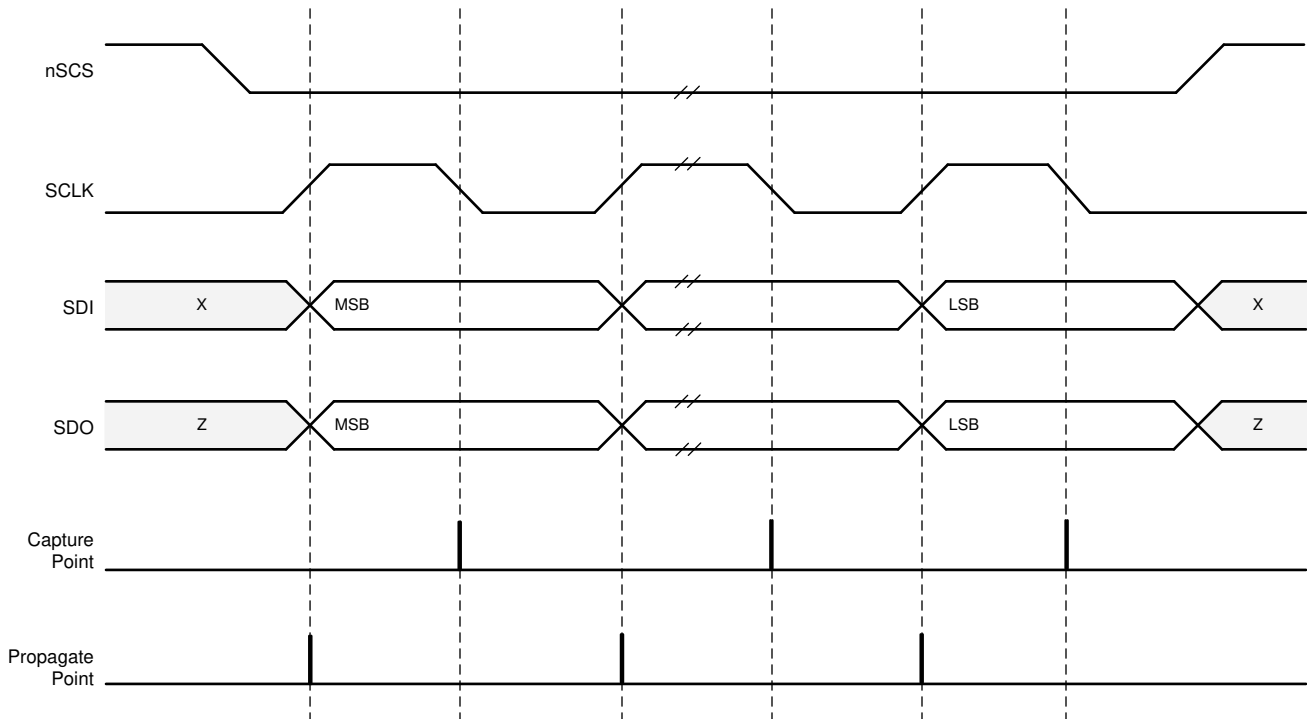 nSCS
SCLK
SDI
X
MSB
LSB
X
SDO
Z
MSB
LSB
Z
Capture
Point
Propagate
Point